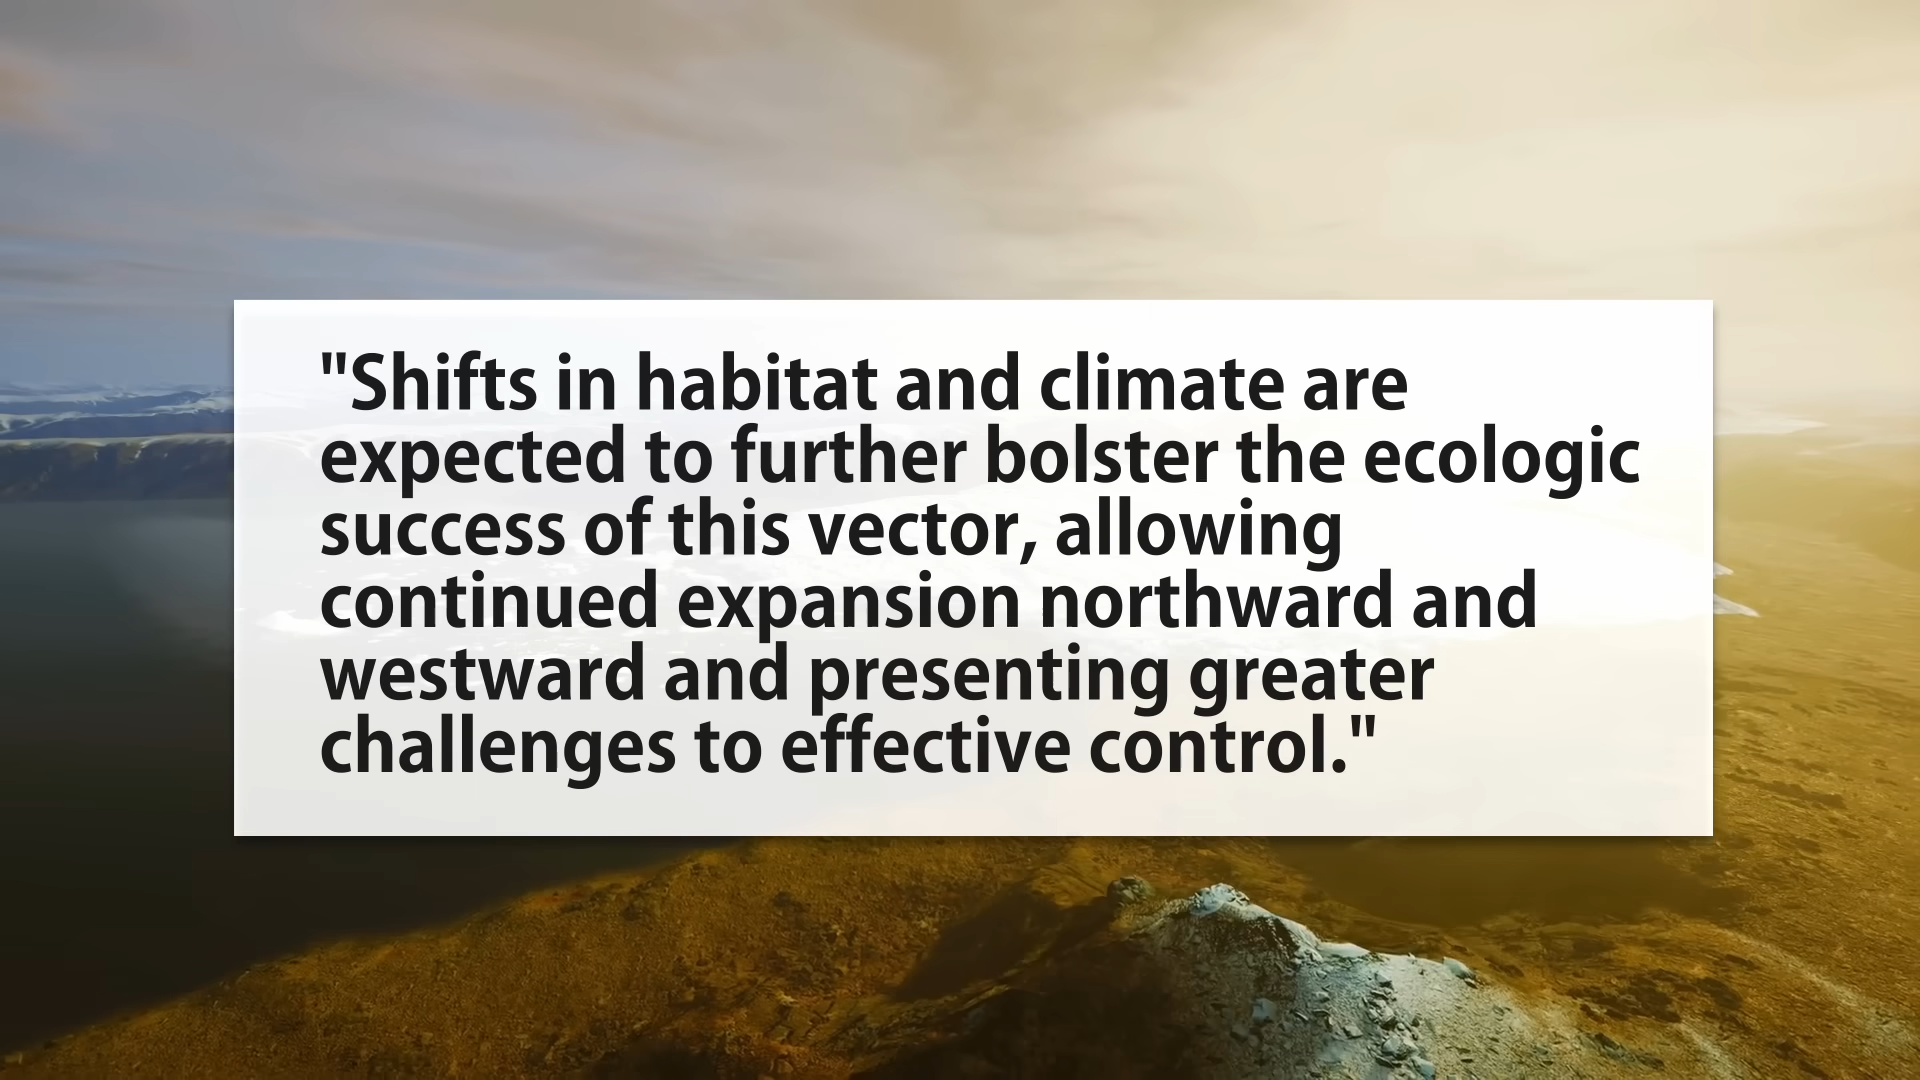 "Shifts in habitat and climate are
expected to further bolster the ecologic
success of this vector, allowing
continued expansion northward and
westward and presenting greater
challenges to effective control."